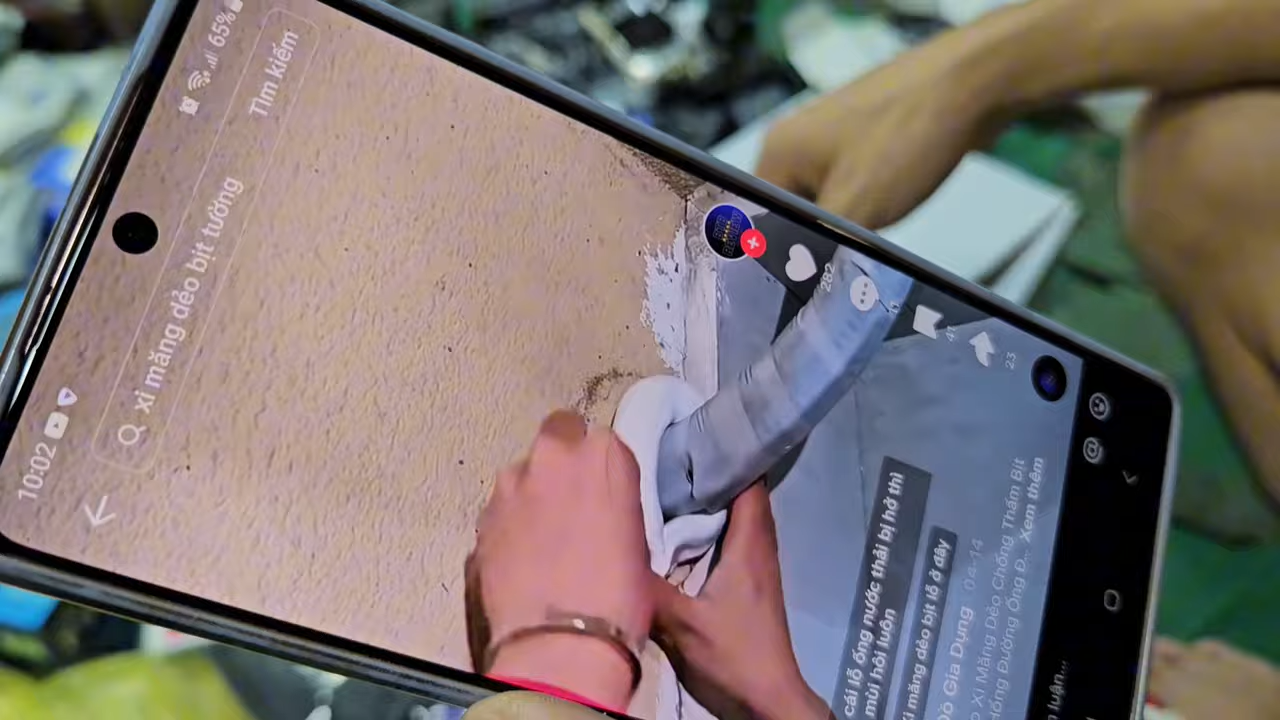 10:02
65%
xi măng dẻo bịt tường
Tìm kiếm
282
23
cái lỗ ống nước thải bị hở thì
mùi hôi luôn
Xi măng dẻo bịt lỗ ở đây
Đồ Gia Dụng 04-14
Xi Măng Dẻo Chống Thấm Bịt
Đường Ống Đ... Xem thêm
luận...